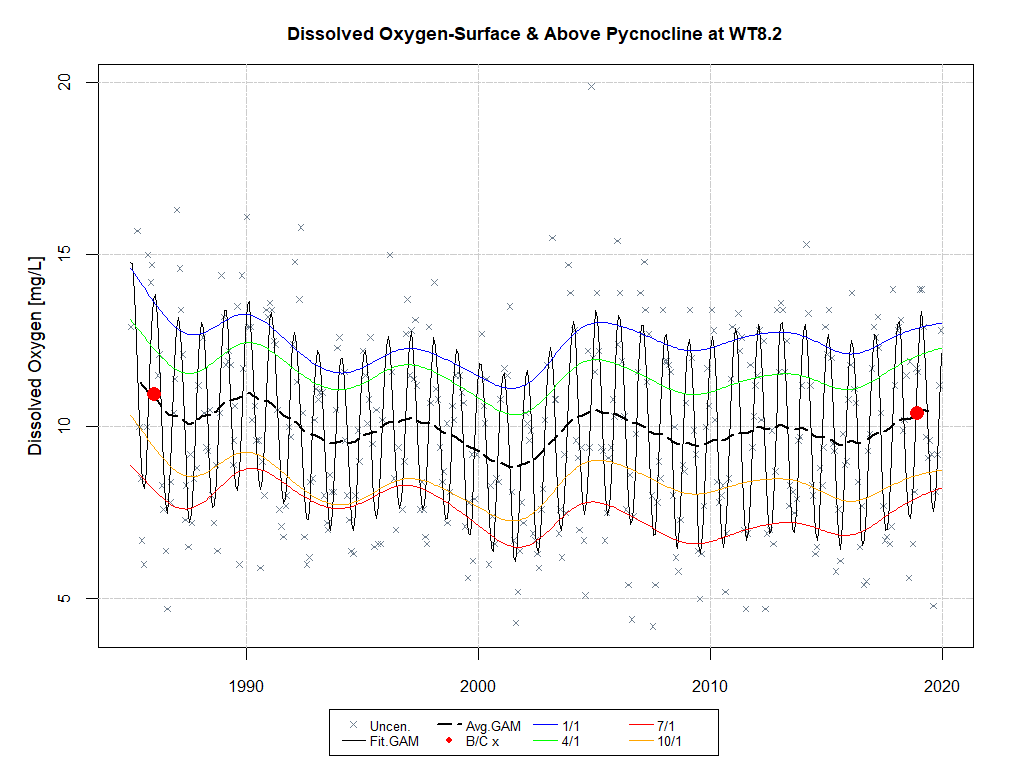 Dissolved Oxygen-Surface & Above Pycnocline at WT8.2
Dissolved Oxygen [mg/L]
20
15
10
5
1990 2000 2010 2020
Uncen. Avg.GAM 1/1 7/1
Fit.GAM B/C x 4/1 10/1